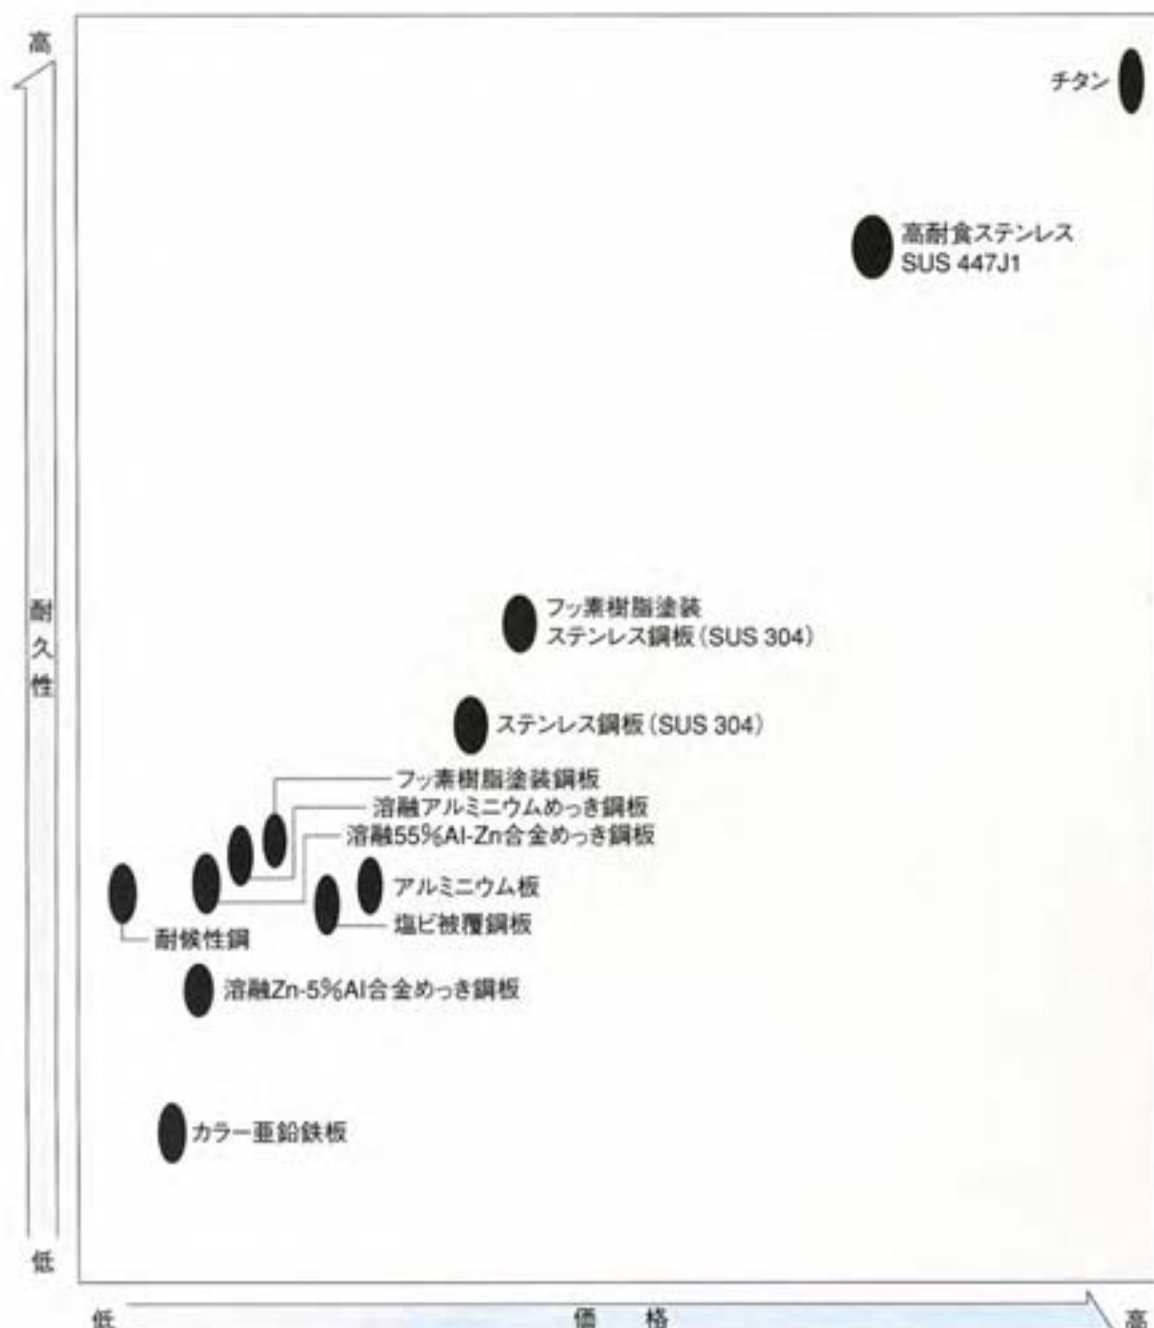 高
チタン
高耐食ステンレス
SUS 447J1
耐久性
フッ素樹脂塗装
ステンレス鋼板(SUS 304)
ステンレス鋼板(SUS 304)
フッ素樹脂塗装鋼板
溶融アルミニウムめっき鋼板
溶融55%Al-Zn合金めっき鋼板
アルミニウム板
塩ビ被覆鋼板
耐候性鋼
溶融Zn-5%Al合金めっき鋼板
カラー亜鉛鉄板
低
低 価格 高